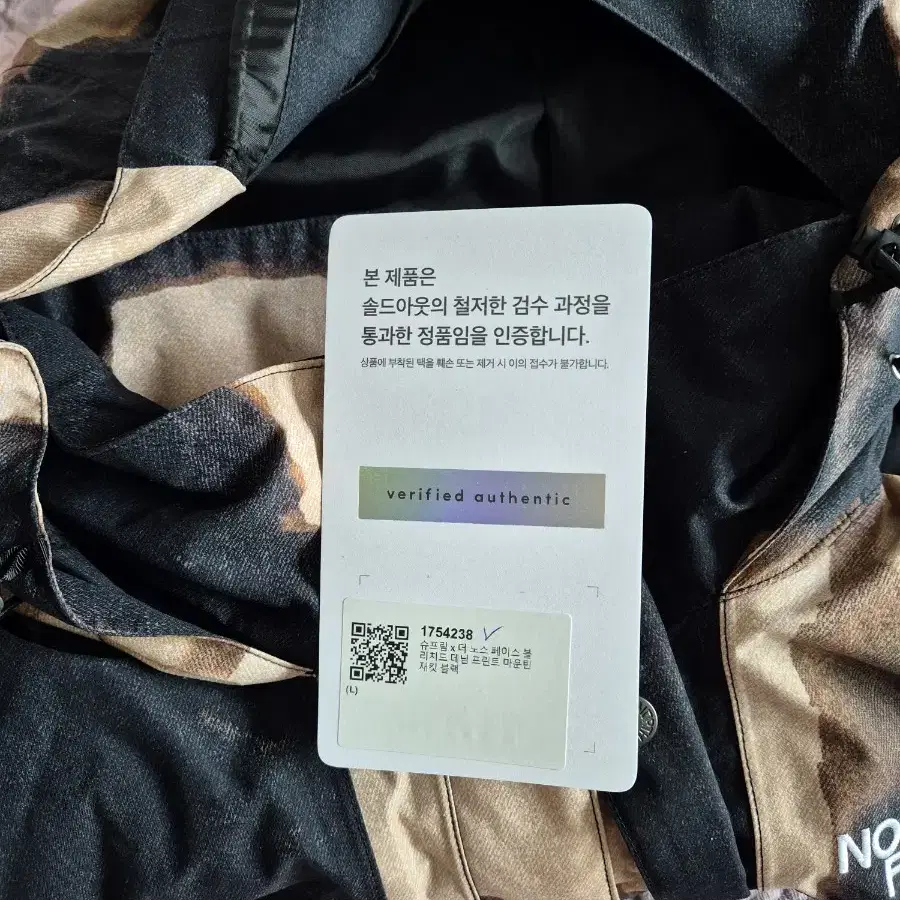 본 제품은
솔드아웃의 철저한 검수 과정을
통과한 정품임을 인증합니다.
상품에 부착된 택을 훼손 또는 제거 시 이의 접수가 불가합니다.
verified authentic
1754238
슈프림 x 더 노스 페이스 블
리치드 데님 프린트 마운틴
재킷 블랙
(L)
NO
F